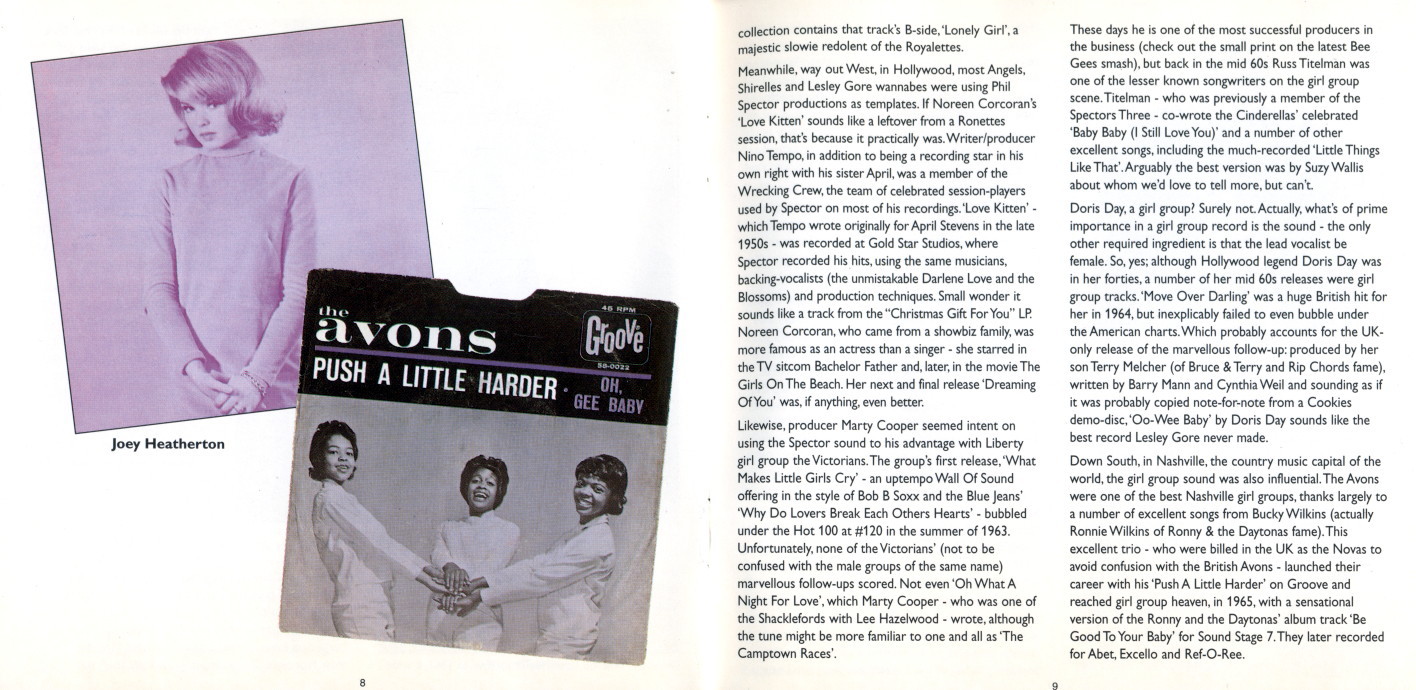 Joey Heatherton
the
avons
45 RPM
Groove
58-0022
PUSH A LITTLE HARDER
OH,
GEE BABY
8
collection contains that track's B-side, 'Lonely Girl', a
majestic slowie redolent of the Royalettes.
Meanwhile, way out West, in Hollywood, most Angels,
Shirelles and Lesley Gore wannabes were using Phil
Spector productions as templates. If Noreen Corcoran's
'Love Kitten' sounds like a leftover from a Ronettes
session, that's because it practically was. Writer/producer
Nino Tempo, in addition to being a recording star in his
own right with his sister April, was a member of the
Wrecking Crew, the team of celebrated session-players
used by Spector on most of his recordings. 'Love Kitten' -
which Tempo wrote originally for April Stevens in the late
1950s - was recorded at Gold Star Studios, where
Spector recorded his hits, using the same musicians,
backing-vocalists (the unmistakable Darlene Love and the
Blossoms) and production techniques. Small wonder it
sounds like a track from the "Christmas Gift For You" LP.
Noreen Corcoran, who came from a showbiz family, was
more famous as an actress than a singer - she starred in
the TV sitcom Bachelor Father and, later, in the movie The
Girls On The Beach. Her next and final release 'Dreaming
Of You' was, if anything, even better.
Likewise, producer Marty Cooper seemed intent on
using the Spector sound to his advantage with Liberty
girl group the Victorians. The group's first release, 'What
Makes Little Girls Cry' - an uptempo Wall Of Sound
offering in the style of Bob B Soxx and the Blue Jeans'
'Why Do Lovers Break Each Others Hearts' - bubbled
under the Hot 100 at #120 in the summer of 1963.
Unfortunately, none of the Victorians' (not to be
confused with the male groups of the same name)
marvellous follow-ups scored. Not even 'Oh What A
Night For Love', which Marty Cooper - who was one of
the Shacklefords with Lee Hazelwood - wrote, although
the tune might be more familiar to one and all as 'The
Camptown Races'.
These days he is one of the most successful producers in
the business (check out the small print on the latest Bee
Gees smash), but back in the mid 60s Russ Titelman was
one of the lesser known songwriters on the girl group
scene. Titelman - who was previously a member of the
Spectors Three - co-wrote the Cinderellas' celebrated
'Baby Baby (I Still Love You)' and a number of other
excellent songs, including the much-recorded 'Little Things
Like That'. Arguably the best version was by Suzy Wallis
about whom we'd love to tell more, but can't.
Doris Day, a girl group? Surely not. Actually, what's of prime
importance in a girl group record is the sound - the only
other required ingredient is that the lead vocalist be
female. So, yes; although Hollywood legend Doris Day was
in her forties, a number of her mid 60s releases were girl
group tracks. 'Move Over Darling' was a huge British hit for
her in 1964, but inexplicably failed to even bubble under
the American charts. Which probably accounts for the UK-
only release of the marvellous follow-up: produced by her
son Terry Melcher (of Bruce & Terry and Rip Chords fame),
written by Barry Mann and Cynthia Weil and sounding as if
it was probably copied note-for-note from a Cookies
demo-disc, 'Oo-Wee Baby' by Doris Day sounds like the
best record Lesley Gore never made.
Down South, in Nashville, the country music capital of the
world, the girl group sound was also influential. The Avons
were one of the best Nashville girl groups, thanks largely to
a number of excellent songs from Bucky Wilkins (actually
Ronnie Wilkins of Ronny & the Daytonas fame). This
excellent trio - who were billed in the UK as the Novas to
avoid confusion with the British Avons - launched their
career with his 'Push A Little Harder' on Groove and
reached girl group heaven, in 1965, with a sensational
version of the Ronny and the Daytonas' album track 'Be
Good To Your Baby' for Sound Stage 7. They later recorded
for Abet, Excello and Ref-O-Ree.
9